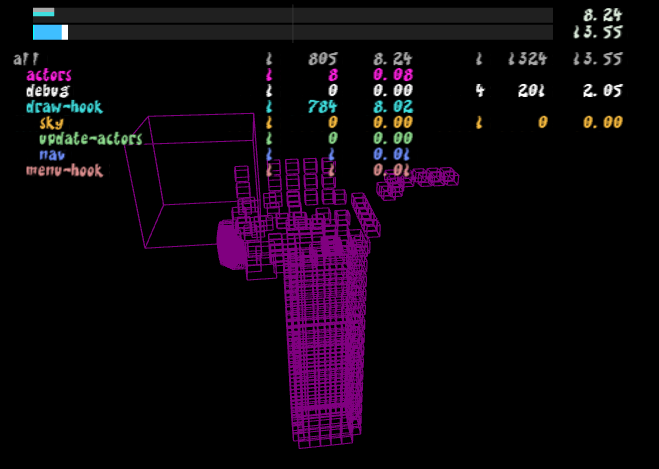 8.24
13.55
all 1 805 8.24 1 1324 13.55
actors 1 8 0.08
debug 1 0 0.00 4 201 2.05
draw-hook 1 784 8.02
sky 1 0 0.00 1 0 0.00
update-actors 1 0 0.00
nav 1 1 0.01
menu-hook 1 1 0.01